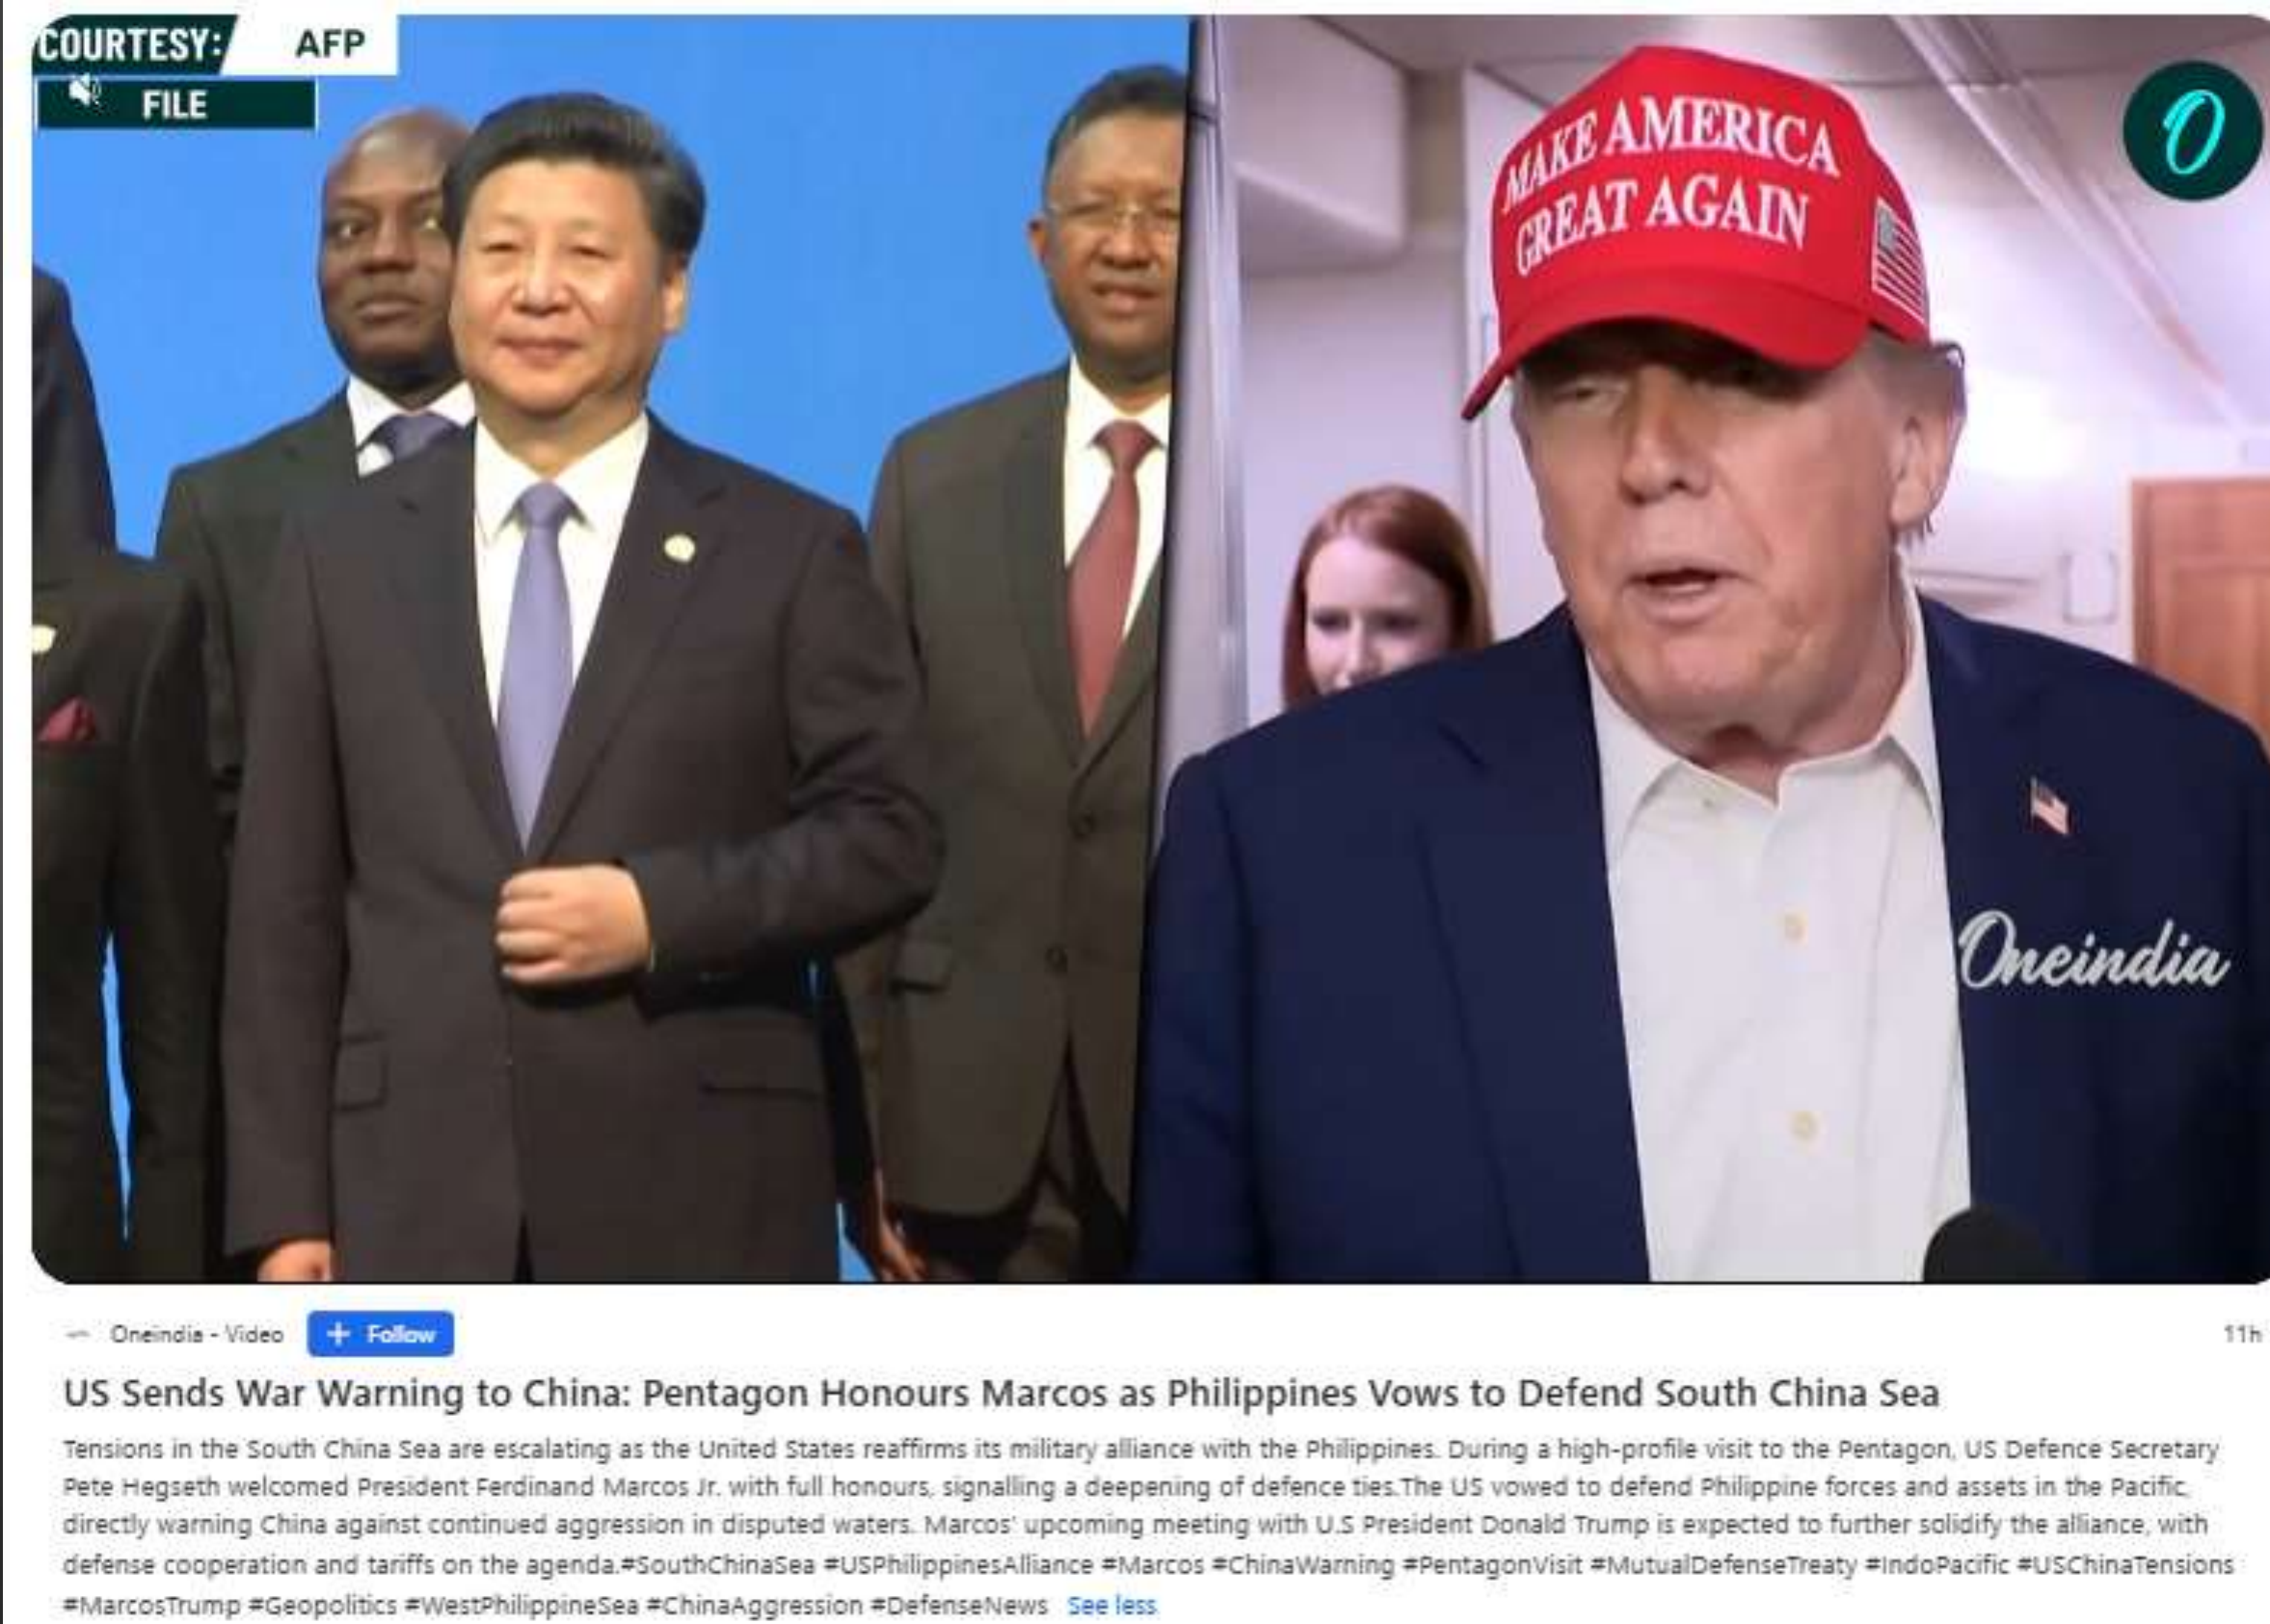 COURTESY: AFP
FILE
O
MAKE AMERICA
GREAT AGAIN
Oneindia
Oneindia - Video + Follow 11h
US Sends War Warning to China: Pentagon Honours Marcos as Philippines Vows to Defend South China Sea
Tensions in the South China Sea are escalating as the United States reaffirms its military alliance with the Philippines. During a high-profile visit to the Pentagon, US Defence Secretary
Pete Hegseth welcomed President Ferdinand Marcos Jr. with full honours, signalling a deepening of defence ties.The US vowed to defend Philippine forces and assets in the Pacific,
directly warning China against continued aggression in disputed waters. Marcos' upcoming meeting with U.S President Donald Trump is expected to further solidify the alliance, with
defense cooperation and tariffs on the agenda.#SouthChinaSea #USPhilippinesAlliance #Marcos #ChinaWarning #PentagonVisit #MutualDefenseTreaty #IndoPacific #USChinaTensions
#MarcosTrump #Geopolitics #WestPhilippineSea #ChinaAggression #DefenseNews See less